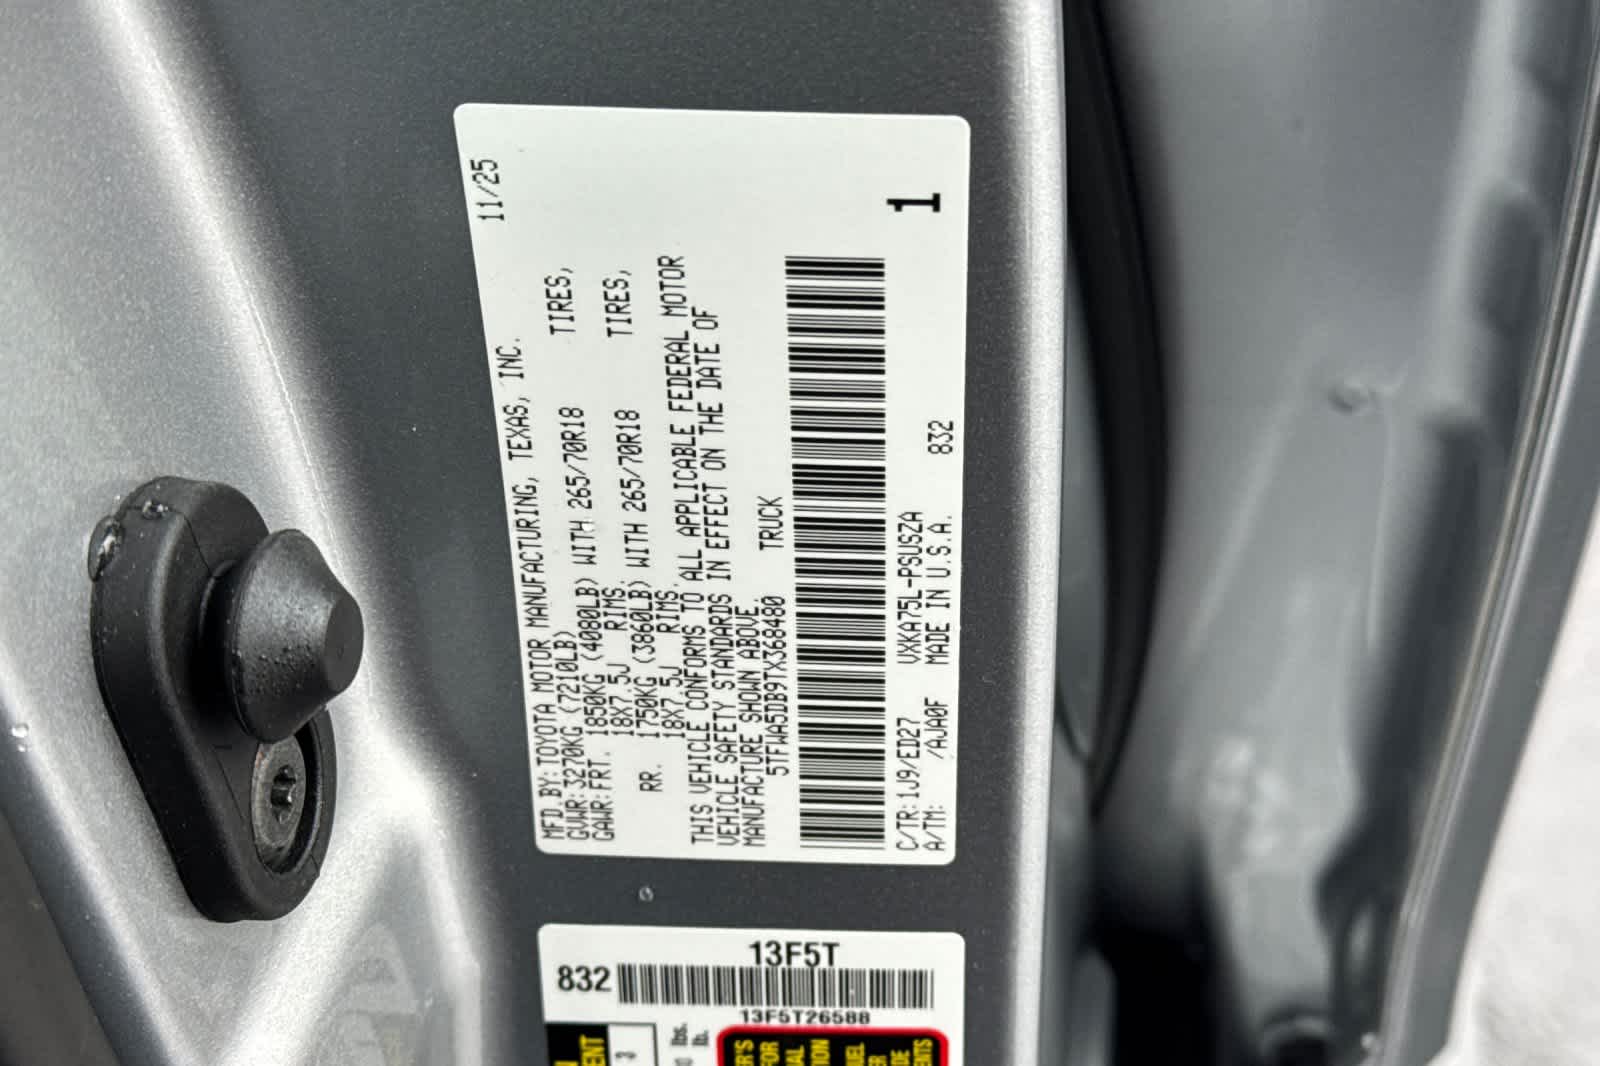 11/25
MFD.BY:TOYOTA MOTOR MANUFACTURING, TEXAS, INC.
GVWR:3270KG (7210LB)
GAWR:FRT. 1850KG (4080LB) WITH 265/70R18 TIRES,
18X7.5J RIMS.
RR. 1750KG (3860LB) WITH 265/70R18 TIRES,
18X7.5J RIMS.
THIS VEHICLE CONFORMS TO ALL APPLICABLE FEDERAL MOTOR
VEHICLE SAFETY STANDARDS IN EFFECT ON THE DATE OF
MANUFACTURE SHOWN ABOVE.
5TFWA5DB9TX368480 TRUCK
1
C/TR:1J9/ED27 VXKA75L-PSUSZA
A/TM: /AJA0F MADE IN U.S.A. 832
13F5T
832
13F5T26588
3
lbs.
lb.